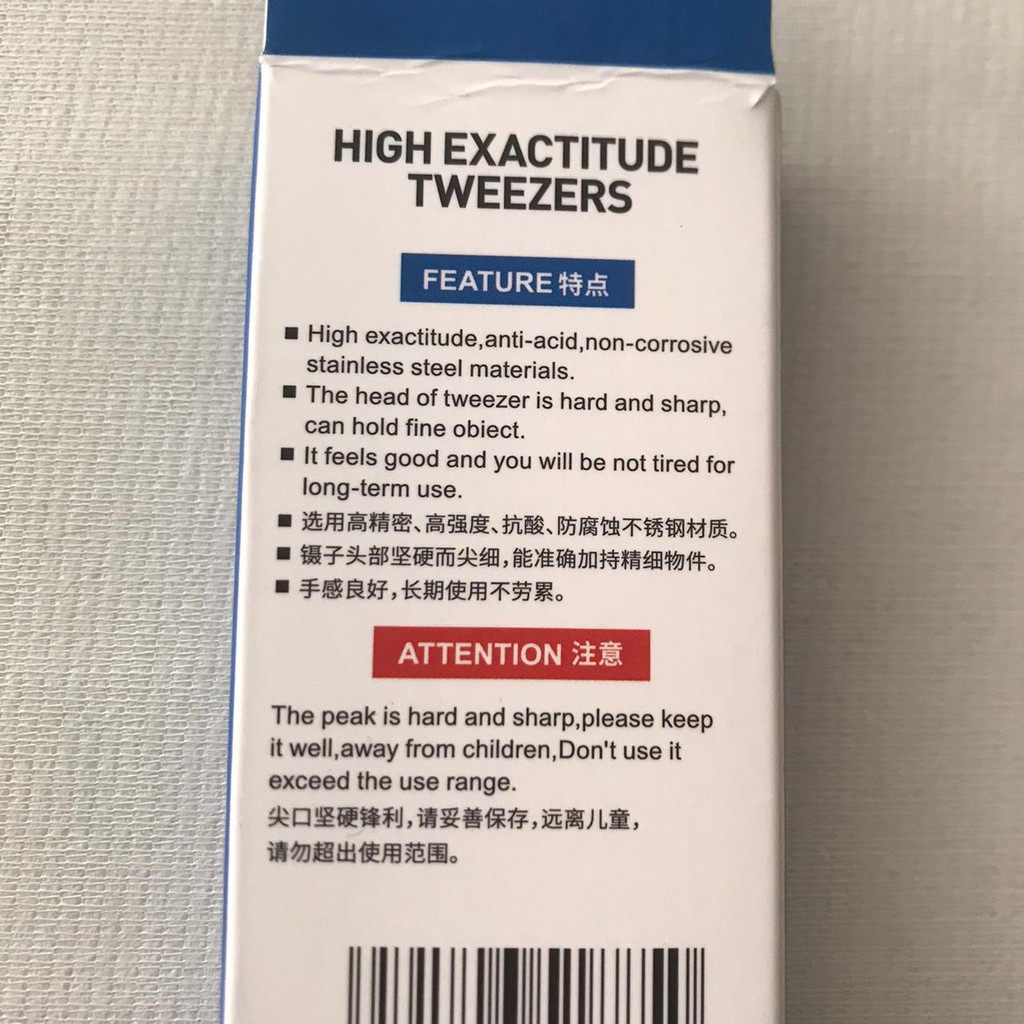 HIGH EXACTITUDE
TWEEZERS
FEATURE 特点
■ High exactitude,anti-acid,non-corrosive
stainless steel materials.
■ The head of tweezer is hard and sharp,
can hold fine obiect.
■ It feels good and you will be not tired for
long-term use.
■ 选用高精密、高强度、抗酸、防腐蚀不锈钢材质。
■ 镊子头部坚硬而尖细，能准确加持精细物件。
■ 手感良好，长期使用不劳累。
ATTENTION 注意
The peak is hard and sharp,please keep
it well,away from children,Don't use it
exceed the use range.
尖口坚硬锋利，请妥善保存，远离儿童，
请勿超出使用范围。